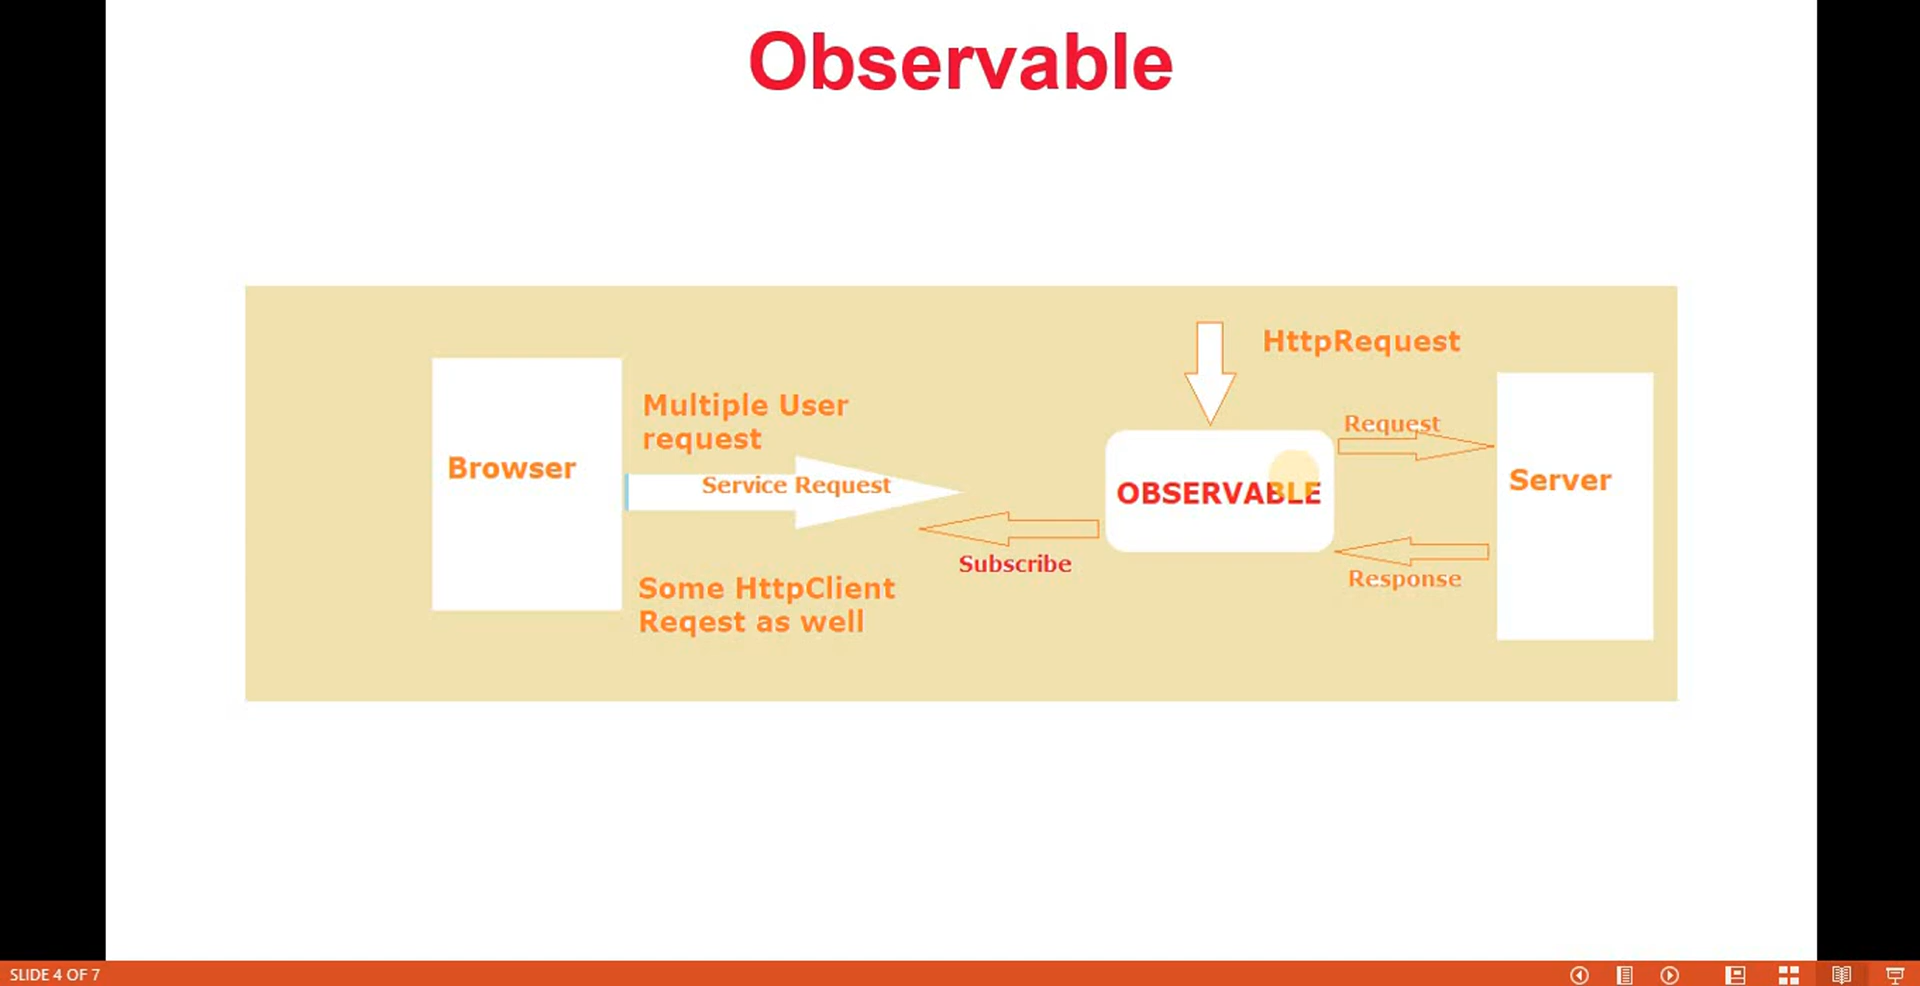 Observable
HttpRequest
Multiple User
request
Request
Browser
Service Request
OBSERVABLE
Server
Subscribe
Response
Some HttpClient
Reqest as well
SLIDE 4 OF 7